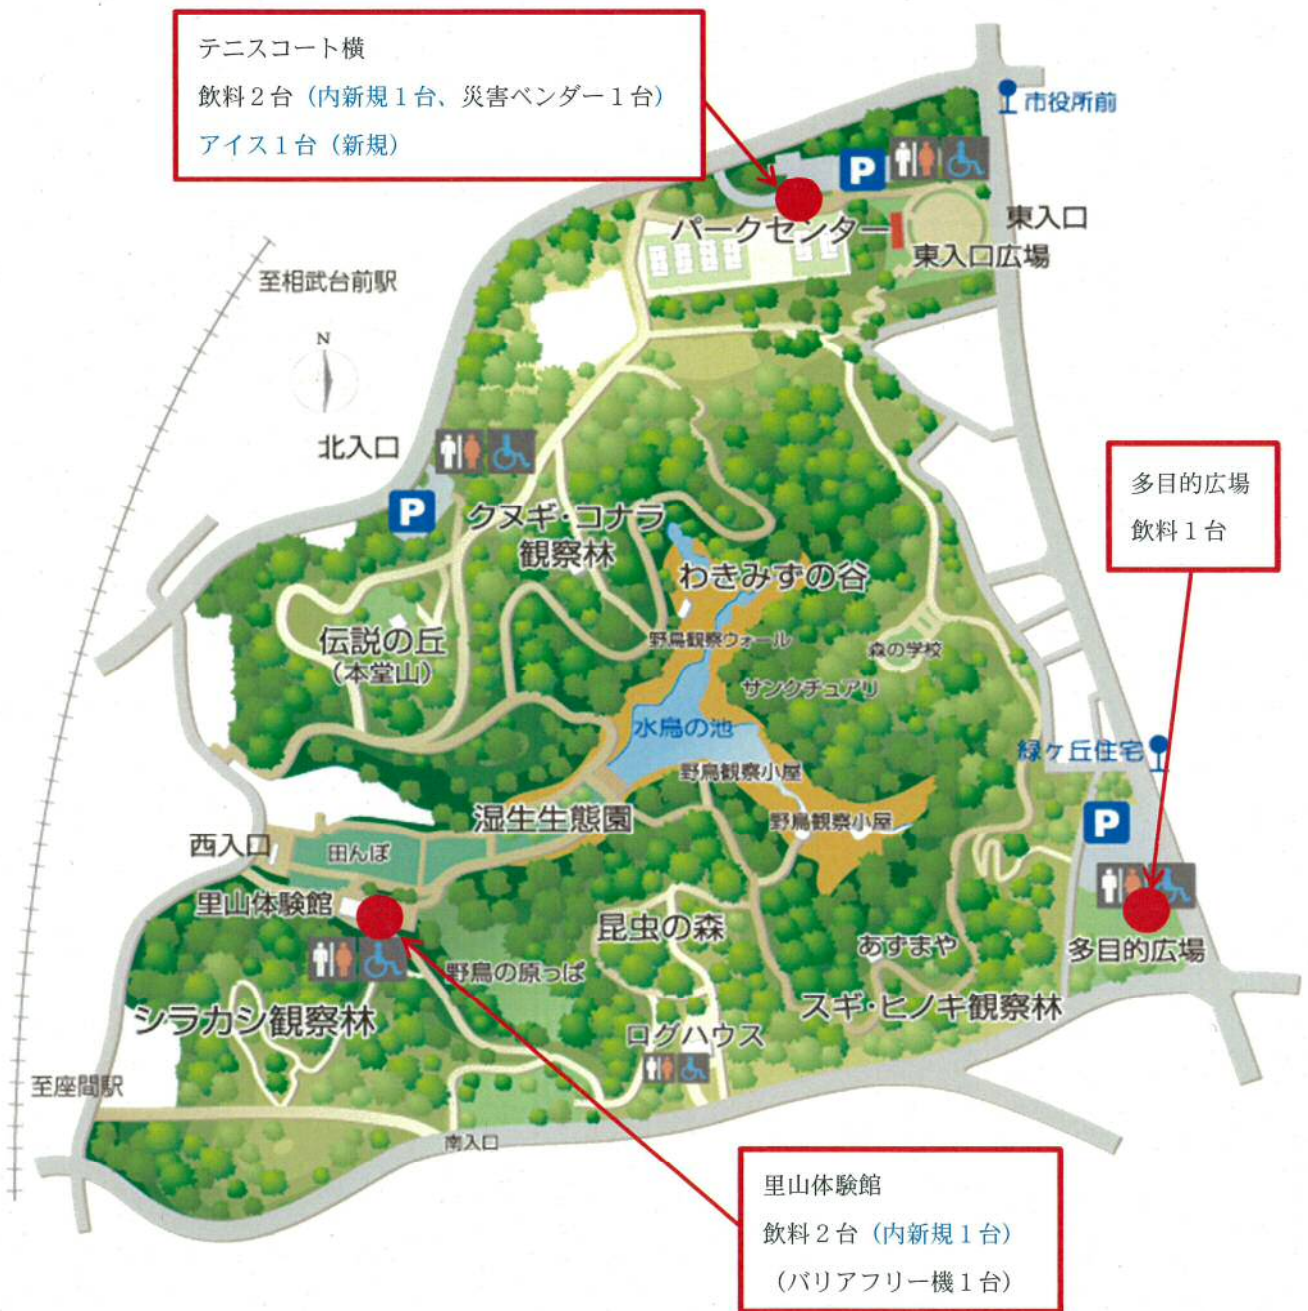 テニスコート横
飲料２台（内新規１台、災害ベンダー１台）
アイス１台（新規）
市役所前
P
パークセンター
東入口
東入口広場
至相武台前駅
N
北入口
P
クヌギ・コナラ
観察林
多目的広場
飲料１台
わきみずの谷
伝説の丘
（本堂山）
野鳥観察ウォール
森の学校
サンクチュアリ
水鳥の池
緑ヶ丘住宅
野鳥観察小屋
P
湿生生態園
野鳥観察小屋
西入口
田んぼ
里山体験館
昆虫の森
あずまや
多目的広場
野鳥の原っぱ
シラカシ観察林
スギ・ヒノキ観察林
ログハウス
至座間駅
南入口
里山体験館
飲料２台（内新規１台）
（バリアフリー機１台）